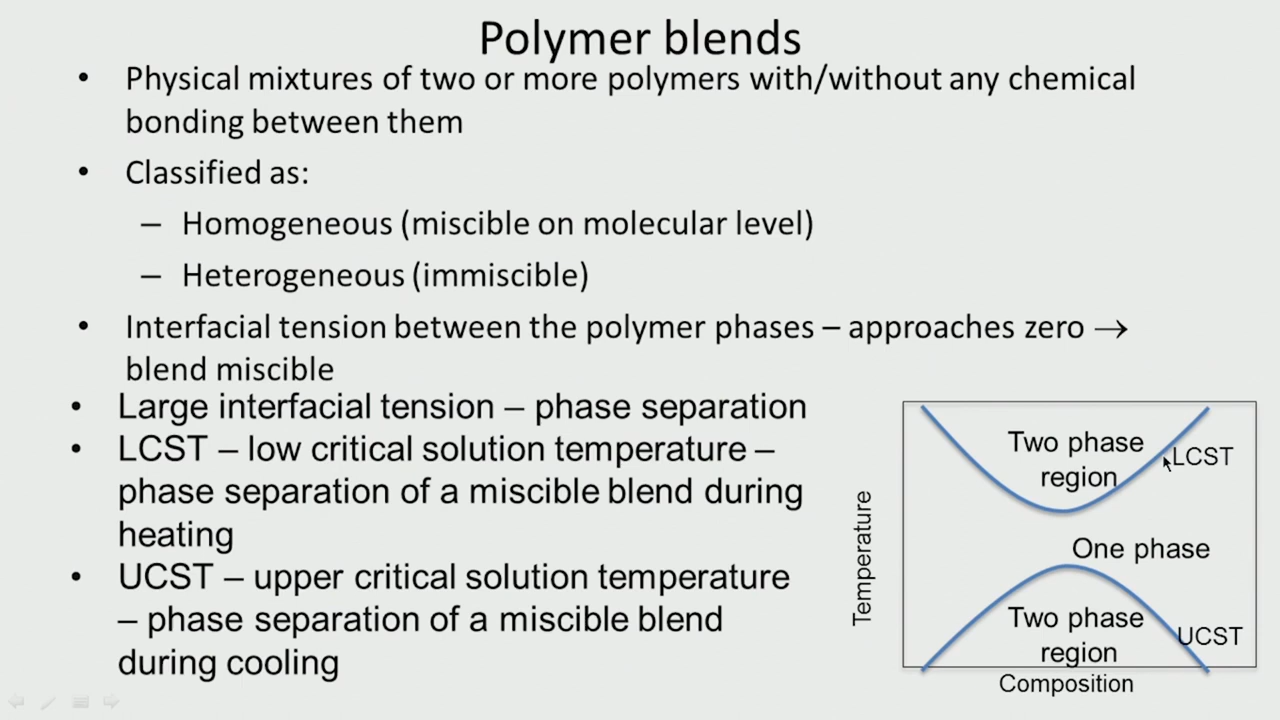 Polymer blends
• Physical mixtures of two or more polymers with/without any chemical
bonding between them
• Classified as:
– Homogeneous (miscible on molecular level)
– Heterogeneous (immiscible)
• Interfacial tension between the polymer phases – approaches zero →
blend miscible
• Large interfacial tension – phase separation
• LCST – low critical solution temperature –
phase separation of a miscible blend during
heating
• UCST – upper critical solution temperature
– phase separation of a miscible blend
during cooling
Temperature
Two phase
region
LCST
One phase
Two phase
region
UCST
Composition